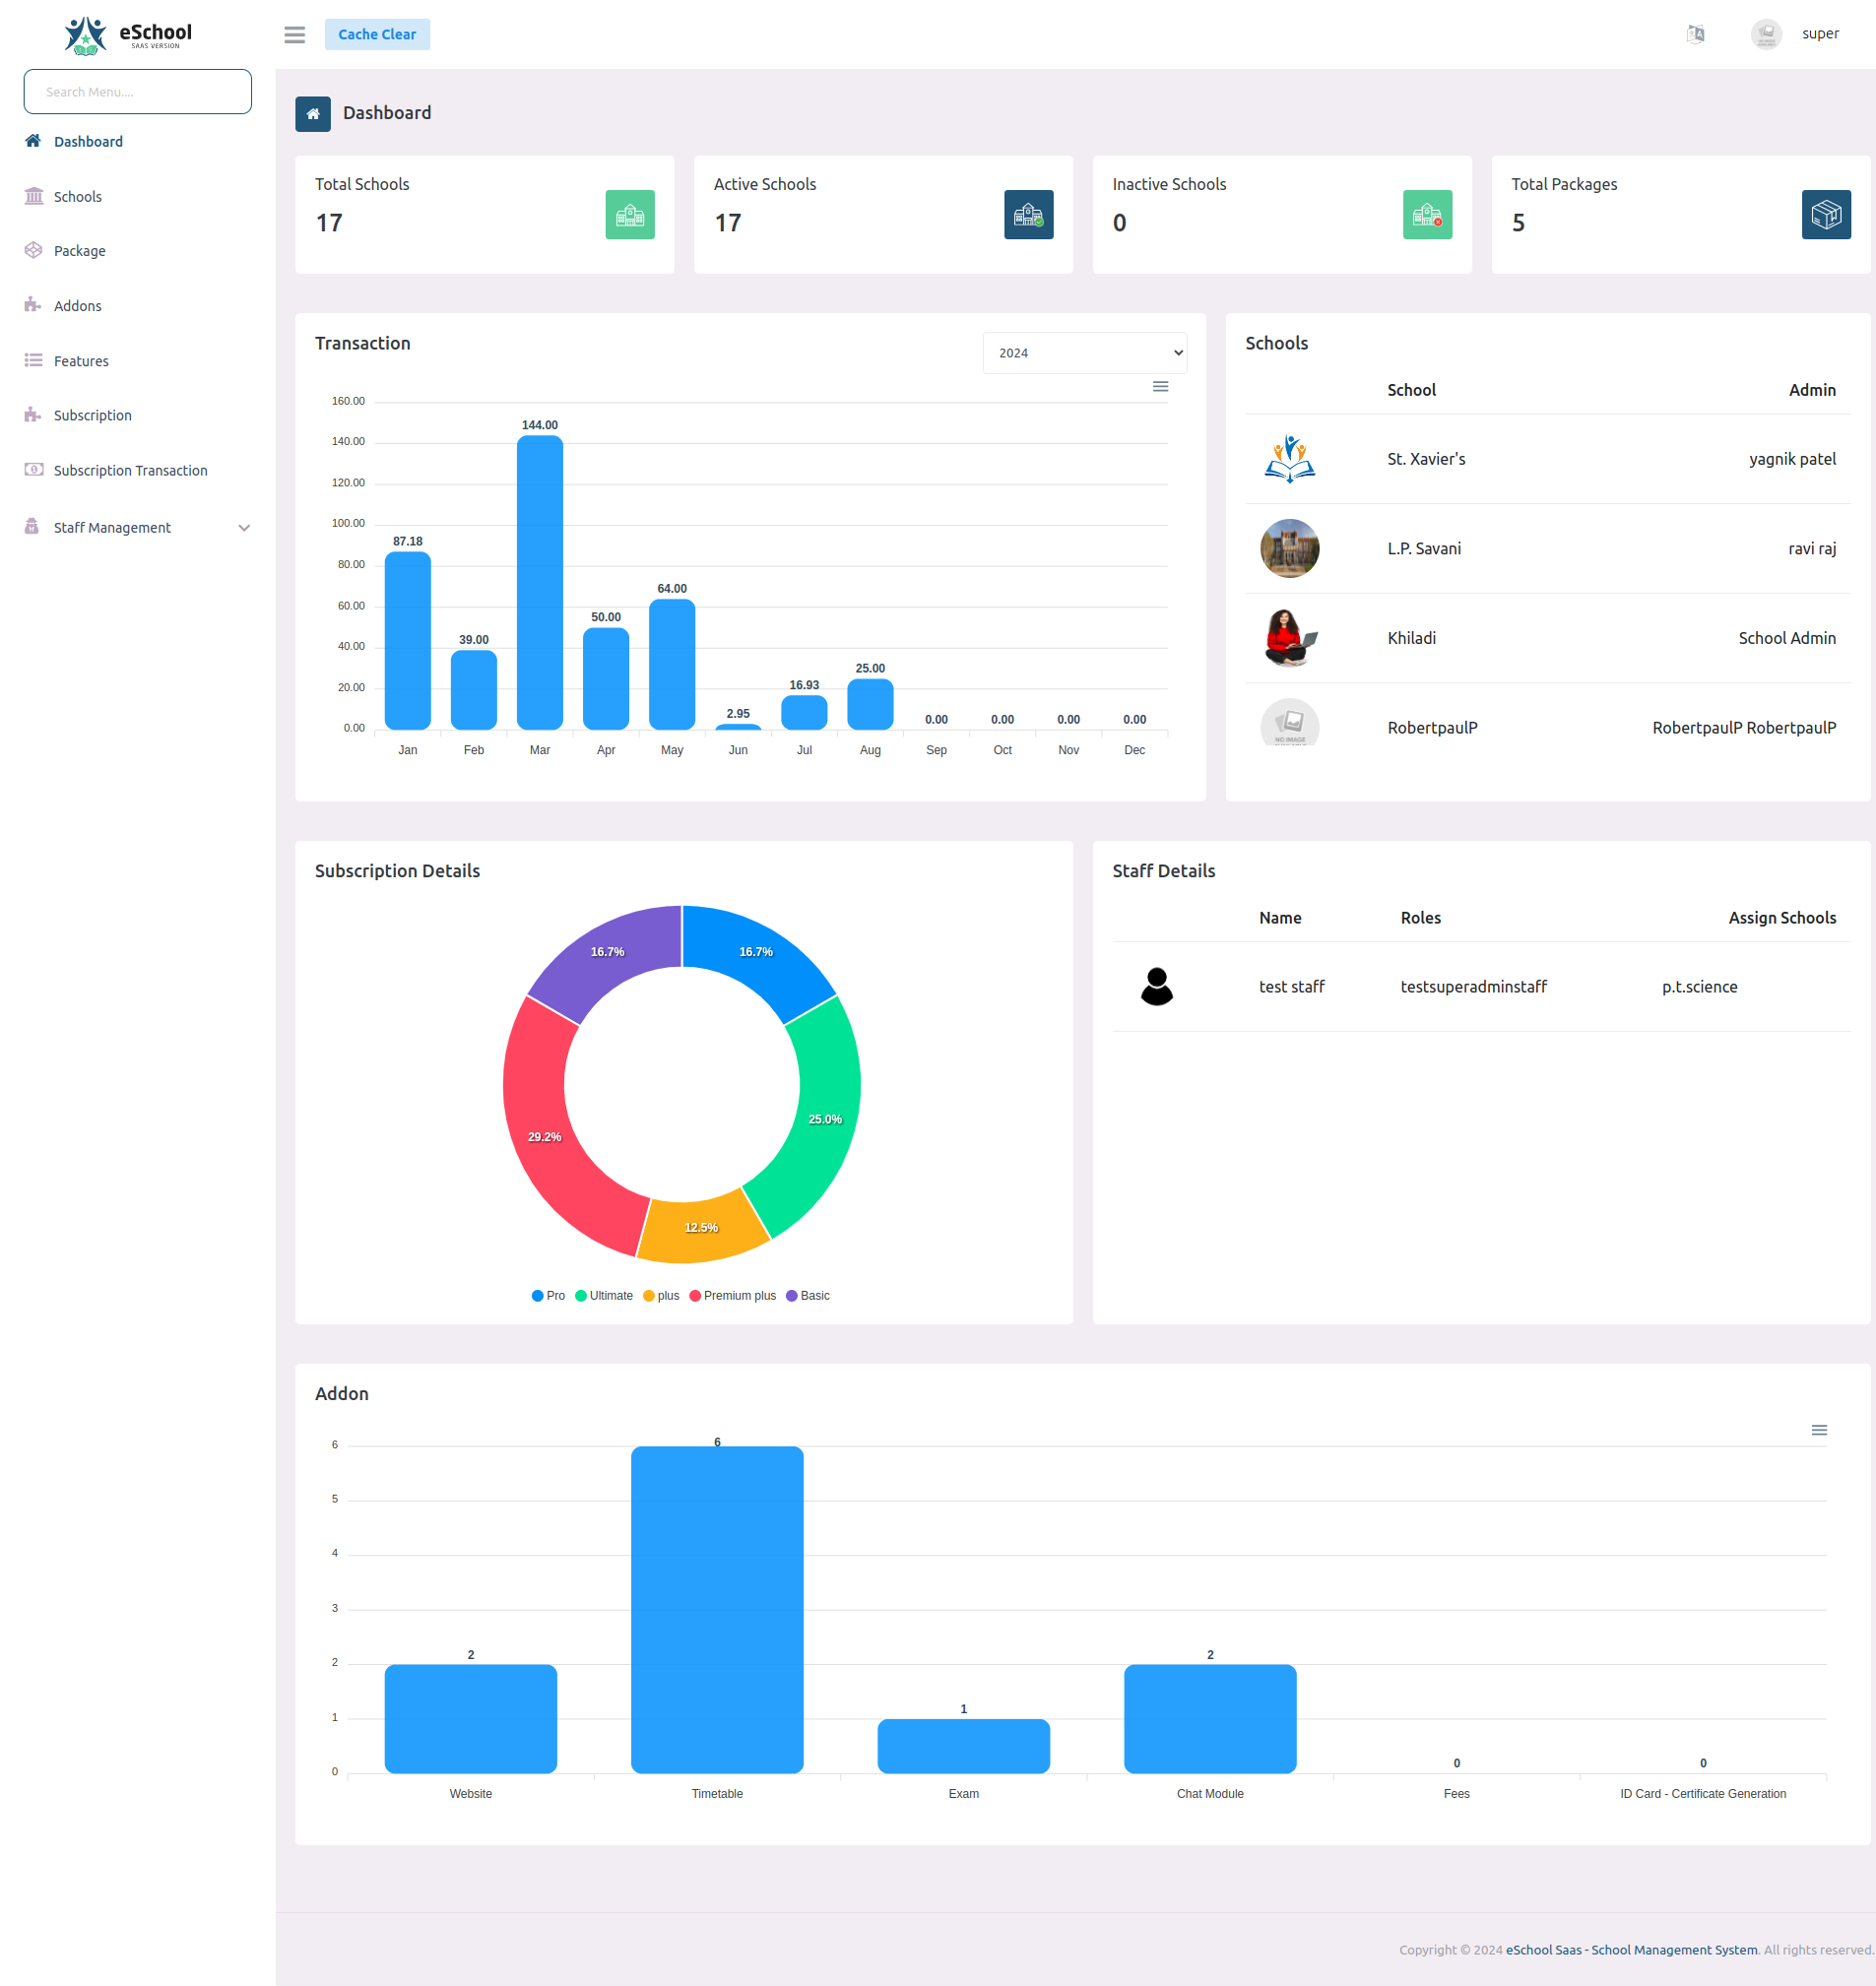 eSchool
SAAS VERSION
Cache Clear
super
Search Menu....
Dashboard
Schools
Package
Addons
Features
Subscription
Subscription Transaction
Staff Management
Dashboard
Total Schools
17
Active Schools
17
Inactive Schools
0
Total Packages
5
Transaction
2024
160.00
140.00
120.00
100.00
80.00
60.00
40.00
20.00
0.00
87.18
39.00
144.00
50.00
64.00
2.95
16.93
25.00
0.00
0.00
0.00
0.00
Jan Feb Mar Apr May Jun Jul Aug Sep Oct Nov Dec
Schools
School Admin
St. Xavier's yagnik patel
L.P. Savani ravi raj
Khiladi School Admin
RobertpaulP RobertpaulP RobertpaulP
NO IMAGE
Subscription Details
16.7%
16.7%
25.0%
29.2%
12.5%
Pro Ultimate plus Premium plus Basic
Staff Details
Name Roles Assign Schools
test staff testsuperadminstaff p.t.science
Addon
6
5
4
3
2
1
0
2
6
1
2
0
0
Website Timetable Exam Chat Module Fees ID Card - Certificate Generation
Copyright © 2024 eSchool Saas - School Management System. All rights reserved.